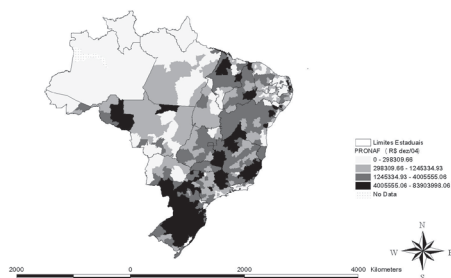 Limites Estaduais
PRONAF ( R$ dez/04)
0 - 298309.66
298309.66 - 1245334.93
1245334.93 - 4005555.06
4005555.06 - 83903998.06
No Data
N
W E
S
2000 0 2000 4000 Kilometers